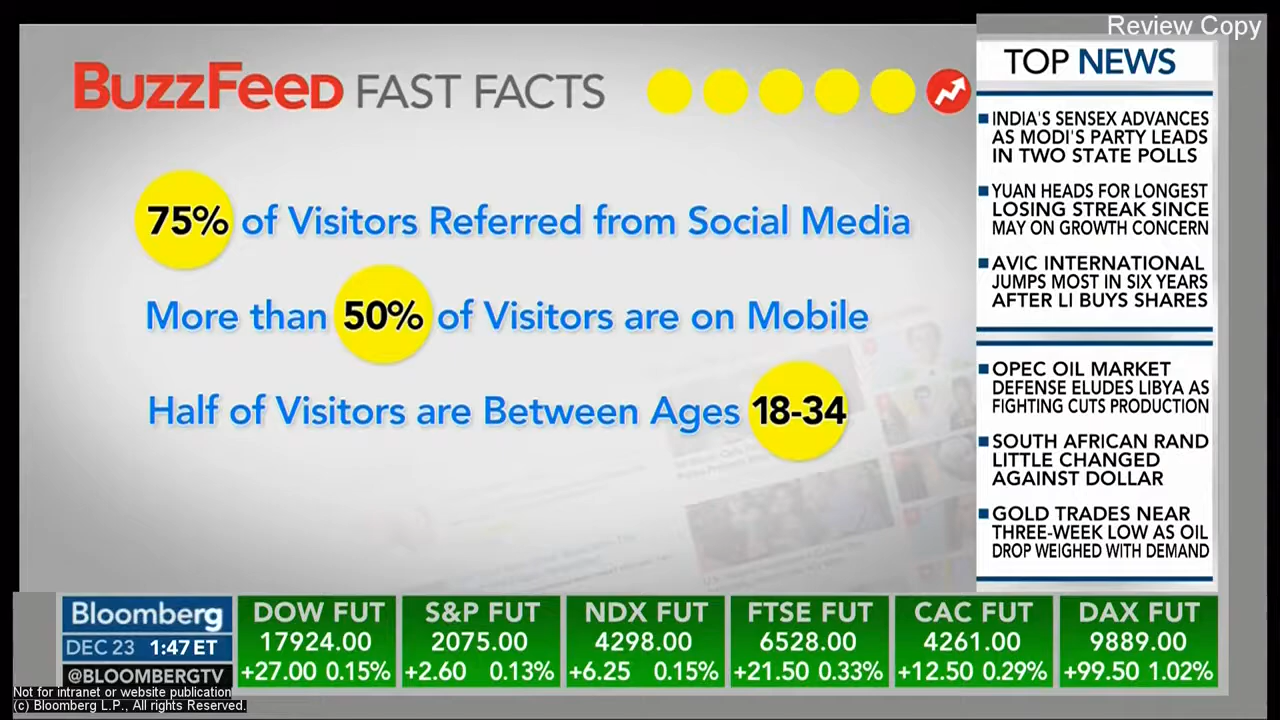 Review Copy
BuzzFeed FAST FACTS
75% of Visitors Referred from Social Media
More than 50% of Visitors are on Mobile
Half of Visitors are Between Ages 18-34
TOP NEWS
INDIA'S SENSEX ADVANCES
AS MODI'S PARTY LEADS
IN TWO STATE POLLS
YUAN HEADS FOR LONGEST
LOSING STREAK SINCE
MAY ON GROWTH CONCERN
AVIC INTERNATIONAL
JUMPS MOST IN SIX YEARS
AFTER LI BUYS SHARES
OPEC OIL MARKET
DEFENSE ELUDES LIBYA AS
FIGHTING CUTS PRODUCTION
SOUTH AFRICAN RAND
LITTLE CHANGED
AGAINST DOLLAR
GOLD TRADES NEAR
THREE-WEEK LOW AS OIL
DROP WEIGHED WITH DEMAND
Bloomberg
DEC 23 1:47 ET
@BLOOMBERGTV
DOW FUT
17924.00
+27.00 0.15%
S&P FUT
2075.00
+2.60 0.13%
NDX FUT
4298.00
+6.25 0.15%
FTSE FUT
6528.00
+21.50 0.33%
CAC FUT
4261.00
+12.50 0.29%
DAX FUT
9889.00
+99.50 1.02%
Not for intranet or website publication
(c) Bloomberg L.P., All rights Reserved.